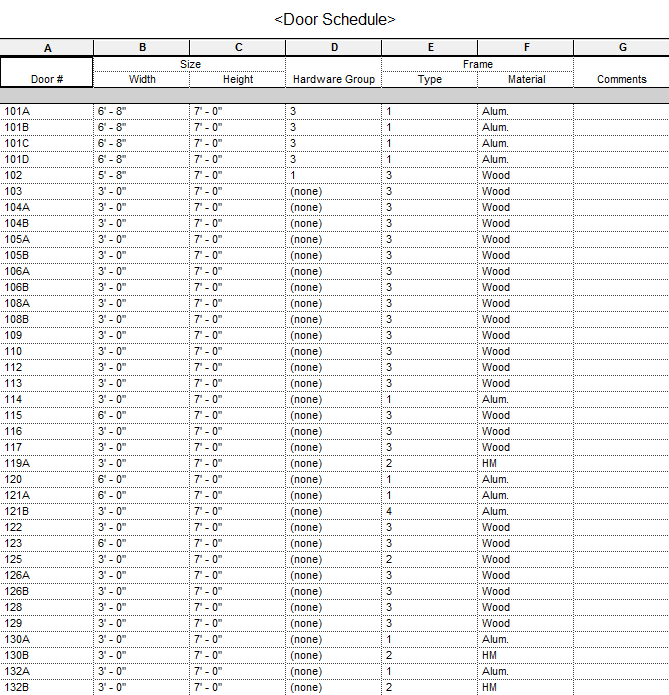 <Door Schedule>
A B C D E F G
Size Frame
Door # Width Height Hardware Group Type Material Comments
101A 6' - 8" 7' - 0" 3 1 Alum.
101B 6' - 8" 7' - 0" 3 1 Alum.
101C 6' - 8" 7' - 0" 3 1 Alum.
101D 6' - 8" 7' - 0" 3 1 Alum.
102 5' - 8" 7' - 0" 1 3 Wood
103 3' - 0" 7' - 0" (none) 3 Wood
104A 3' - 0" 7' - 0" (none) 3 Wood
104B 3' - 0" 7' - 0" (none) 3 Wood
105A 3' - 0" 7' - 0" (none) 3 Wood
105B 3' - 0" 7' - 0" (none) 3 Wood
106A 3' - 0" 7' - 0" (none) 3 Wood
106B 3' - 0" 7' - 0" (none) 3 Wood
108A 3' - 0" 7' - 0" (none) 3 Wood
108B 3' - 0" 7' - 0" (none) 3 Wood
109 3' - 0" 7' - 0" (none) 3 Wood
110 3' - 0" 7' - 0" (none) 3 Wood
112 3' - 0" 7' - 0" (none) 3 Wood
113 3' - 0" 7' - 0" (none) 3 Wood
114 3' - 0" 7' - 0" (none) 1 Alum.
115 6' - 0" 7' - 0" (none) 3 Wood
116 3' - 0" 7' - 0" (none) 3 Wood
117 3' - 0" 7' - 0" (none) 3 Wood
119A 3' - 0" 7' - 0" (none) 2 HM
120 6' - 0" 7' - 0" (none) 1 Alum.
121A 6' - 0" 7' - 0" (none) 1 Alum.
121B 3' - 0" 7' - 0" (none) 4 Alum.
122 3' - 0" 7' - 0" (none) 3 Wood
123 6' - 0" 7' - 0" (none) 3 Wood
125 3' - 0" 7' - 0" (none) 2 Wood
126A 3' - 0" 7' - 0" (none) 3 Wood
126B 3' - 0" 7' - 0" (none) 3 Wood
128 3' - 0" 7' - 0" (none) 3 Wood
129 3' - 0" 7' - 0" (none) 3 Wood
130A 3' - 0" 7' - 0" (none) 1 Alum.
130B 3' - 0" 7' - 0" (none) 2 HM
132A 3' - 0" 7' - 0" (none) 1 Alum.
132B 3' - 0" 7' - 0" (none) 2 HM